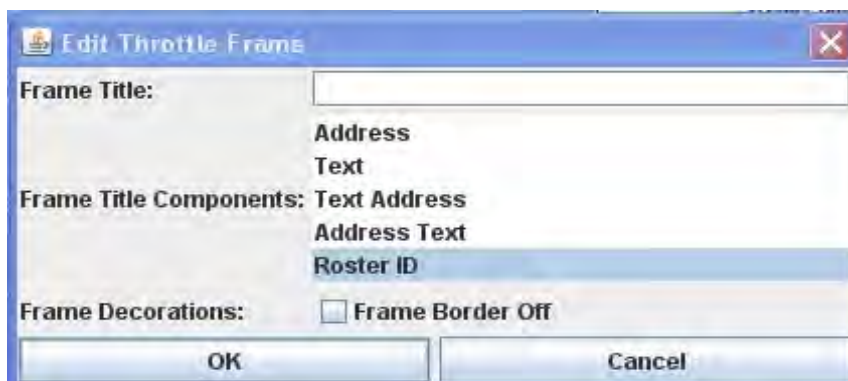 Edit Throttle Frame
Frame Title:
Address
Text
Frame Title Components: Text Address
Address Text
Roster ID
Frame Decorations: Frame Border Off
OK Cancel